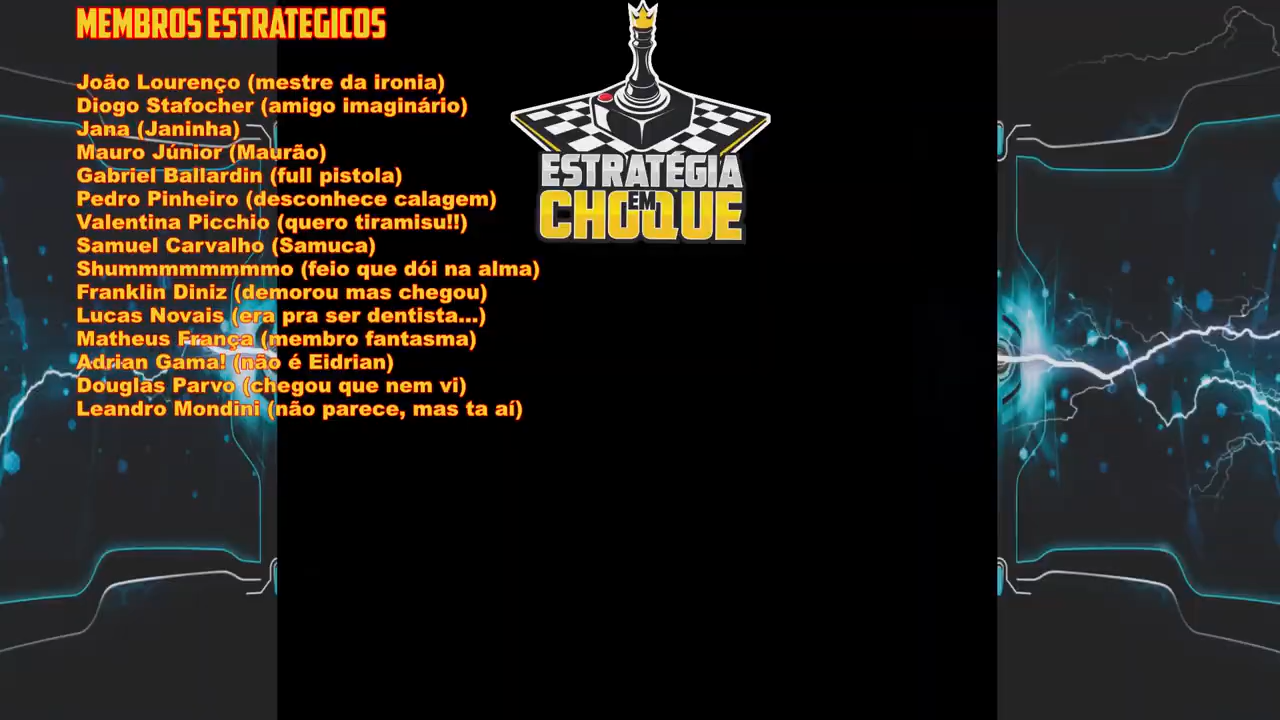 MEMBROS ESTRATEGICOS
João Lourenço (mestre da ironia)
Diogo Stafocher (amigo imaginário)
Jana (Janinha)
Mauro Júnior (Maurão)
Gabriel Ballardin (full pistola)
Pedro Pinheiro (desconhece calagem)
Valentina Picchio (quero tiramisu!!)
Samuel Carvalho (Samuca)
Shummmmmmmmo (feio que dói na alma)
Franklin Diniz (demorou mas chegou)
Lucas Novais (era pra ser dentista...)
Matheus França (membro fantasma)
Adrian Gama! (não é Eidrian)
Douglas Parvo (chegou que nem vi)
Leandro Mondini (não parece, mas ta aí)
ESTRATÉGIA
EM
CHOQUE